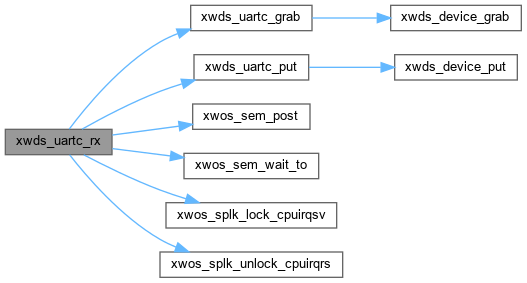 xwds_uartc_rx
xwds_uartc_grab
xwds_device_grab
xwds_uartc_put
xwds_device_put
xwos_sem_post
xwos_sem_wait_to
xwos_splk_lock_cpuirqsv
xwos_splk_unlock_cpuirqrs